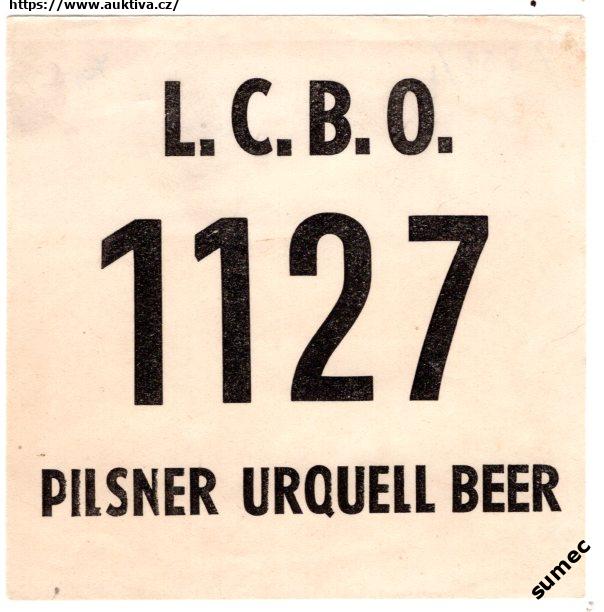 https://www.auktiva.cz/
L.C.B.O.
1127
PILSNER URQUELL BEER
sumec